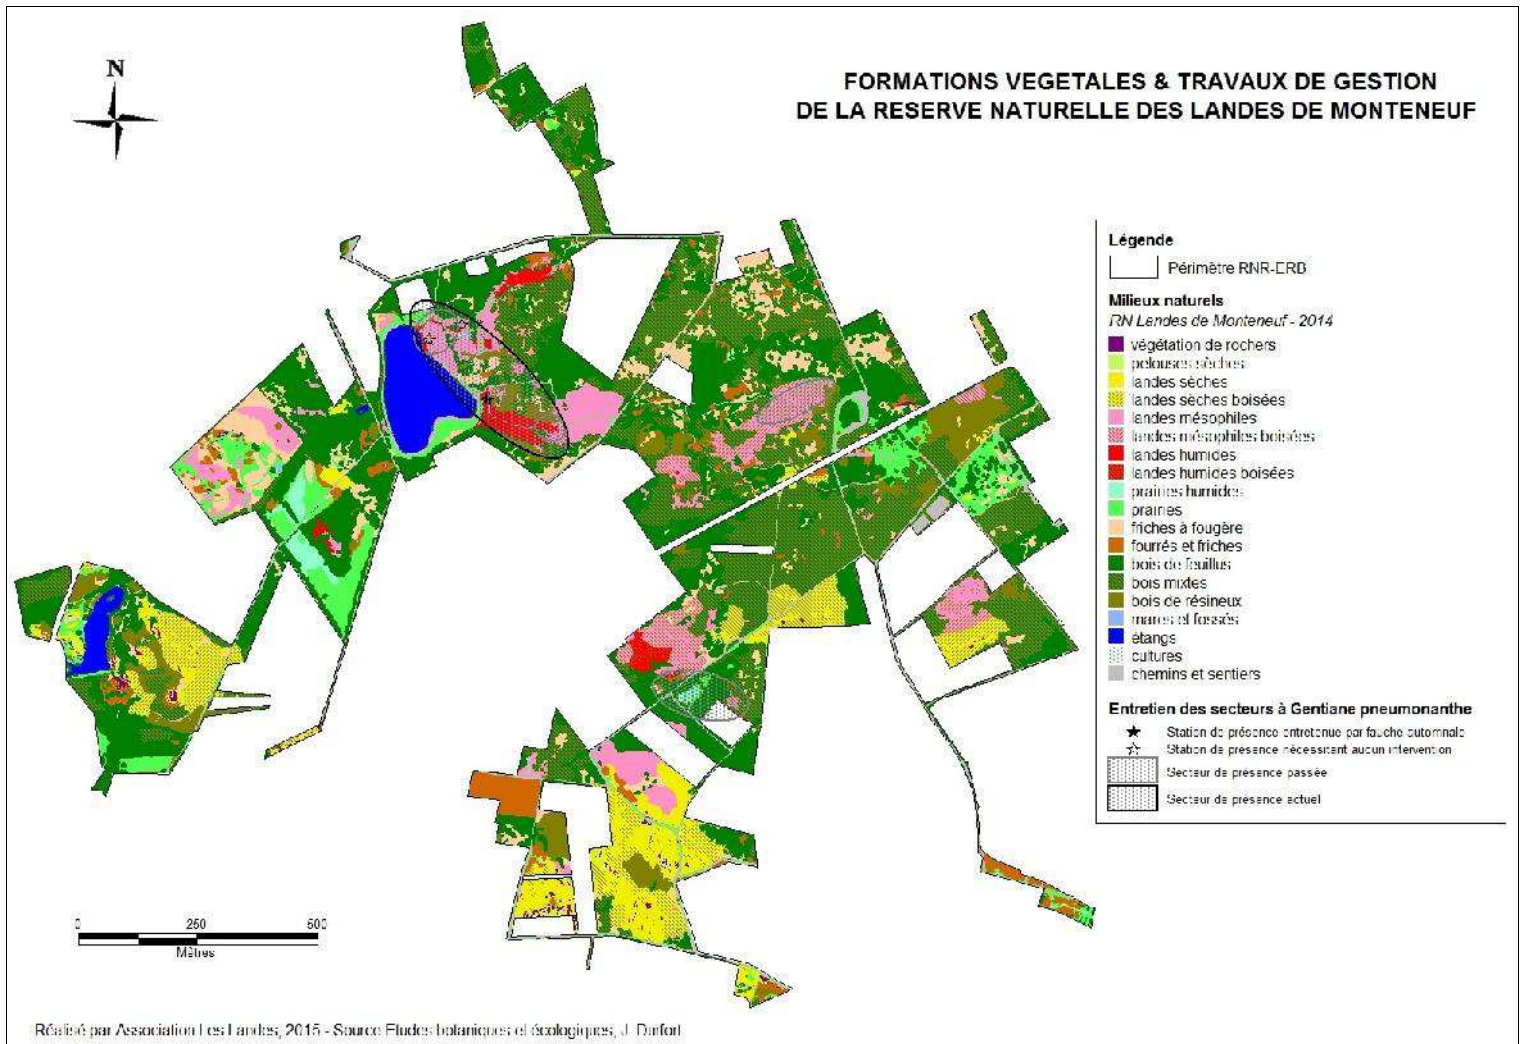 N
FORMATIONS VEGETALES & TRAVAUX DE GESTION
DE LA RESERVE NATURELLE DES LANDES DE MONTENEUF
Légende
Périmètre RNR-ERB
Milieux naturels
RN Landes de Monteneuf - 2014
végétation de rochers
pelouses sèches
landes sèches
landes sèches boisées
landes mésophiles
landes mésophiles boisées
landes humides
landes humides boisées
prairies humides
prairies
friches à fougère
fourrés et friches
bois de feuillus
bois mixtes
bois de résineux
mares et fossés
étangs
cultures
chemins et sentiers
Entretien des secteurs à Gentiane pneumonanthe
Station de présence entretenue par fauche automnale
Station de présence nécessitant aucun intervention
Secteur de présence passée
Secteur de présence actuel
0 250 500
Mètres
Réalisé par Association Les Landes, 2015 - Source Etudes botaniques et écologiques, J. Durfort